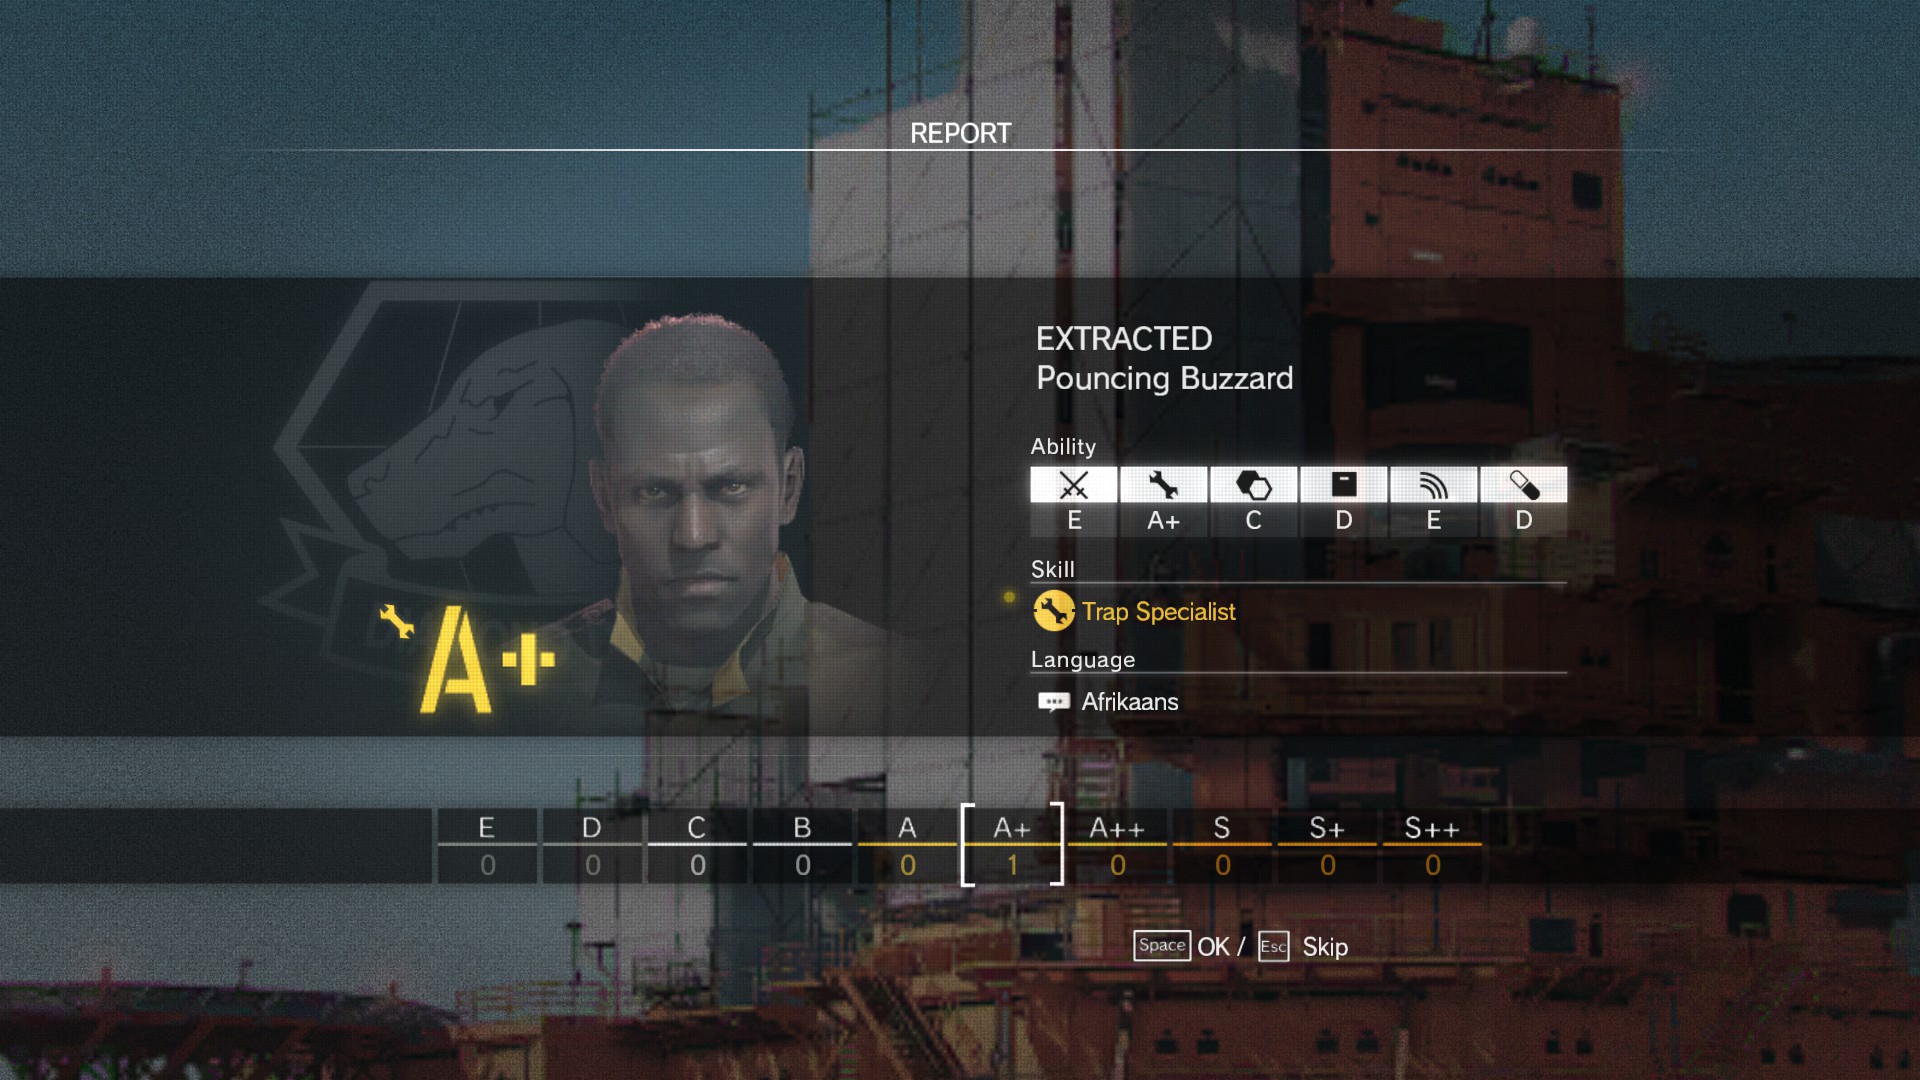 REPORT
EXTRACTED
Pouncing Buzzard
Ability
E A+ C D E D
Skill
Trap Specialist
Language
Afrikaans
A+
E D C B A A+ A++ S S+ S++
0 0 0 0 0 1 0 0 0 0
Space OK / Esc Skip